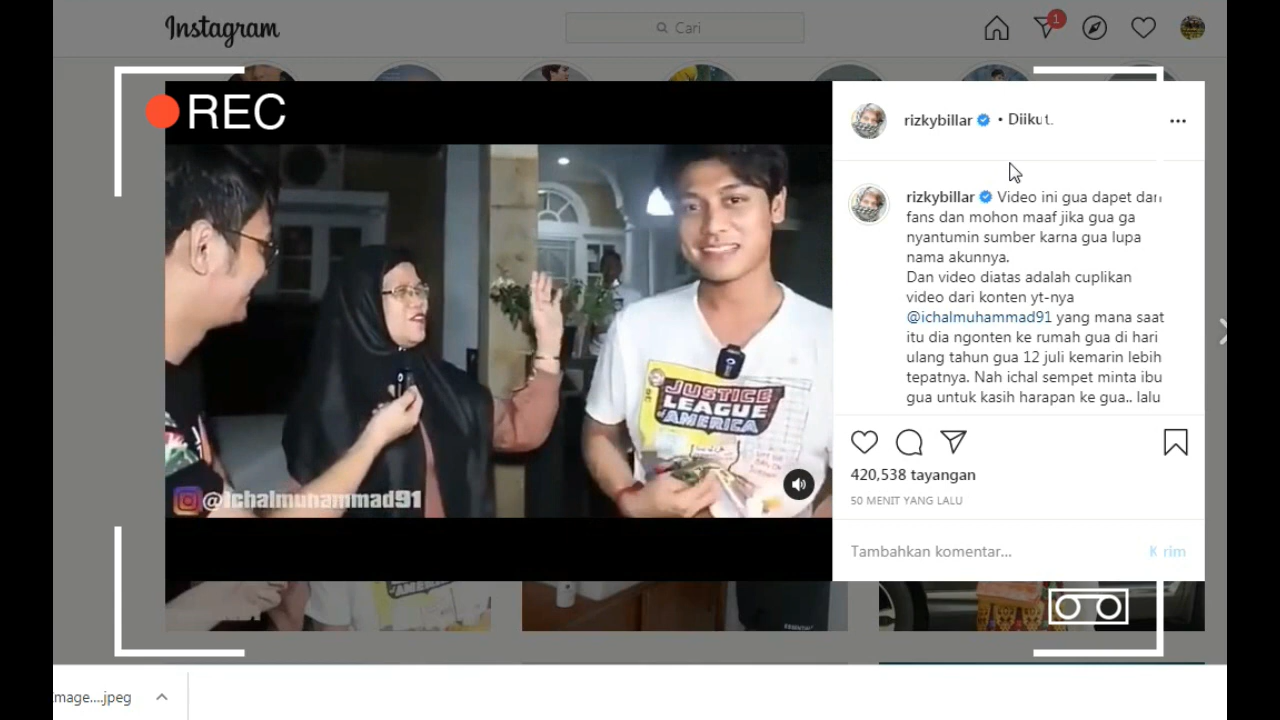 Instagram
Cari
1
REC
rizkybillar • Diikut.
rizkybillar Video ini gua dapet dari
fans dan mohon maaf jika gua ga
nyantumin sumber karna gua lupa
nama akunnya.
Dan video diatas adalah cuplikan
video dari konten yt-nya
@ichalmuhammad91 yang mana saat
itu dia ngonten ke rumah gua di hari
ulang tahun gua 12 juli kemarin lebih
tepatnya. Nah ichal sempet minta ibu
gua untuk kasih harapan ke gua.. lalu
JUSTICE
LEAGUE
OF AMERICA
@ichalmuhammad91
420,538 tayangan
50 MENIT YANG LALU
Tambahkan komentar...
Kirim
image....jpeg